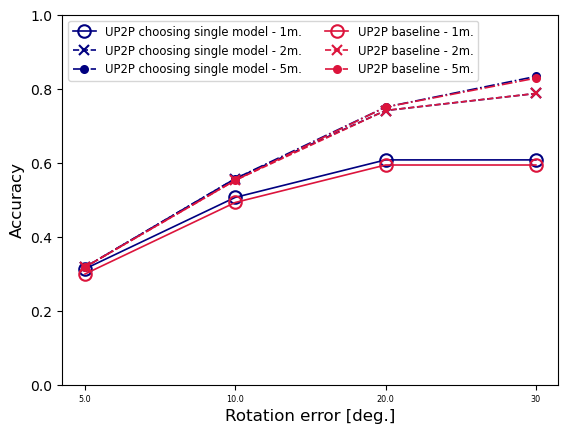 UP2P choosing single model - 1m.
UP2P choosing single model - 2m.
UP2P choosing single model - 5m.
UP2P baseline - 1m.
UP2P baseline - 2m.
UP2P baseline - 5m.
1.0
0.8
0.6
0.4
0.2
0.0
Accuracy
5.0 10.0 20.0 30
Rotation error [deg.]